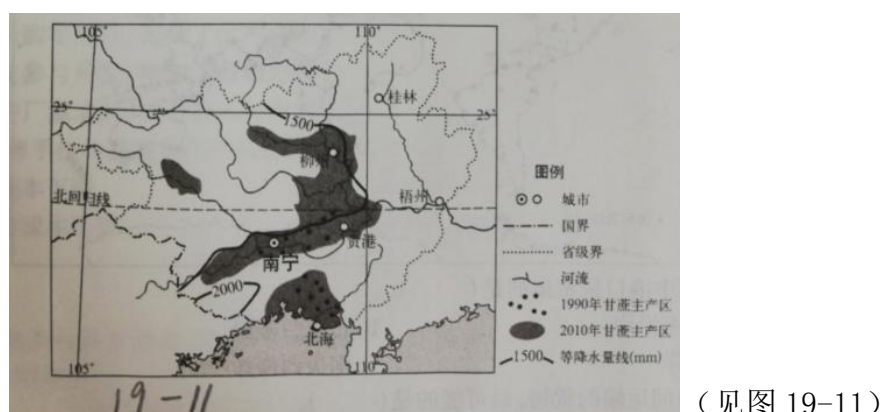 105° 110°
桂林
25° 25°
1500
柳州
北回归线 梧州
贵港
南宁
2000
北海
105° 110°
图例
城市
国界
省级界
河流
1990年甘蔗主产区
2010年甘蔗主产区
1500 等降水量线(mm)
19-11
(见图 19-11)